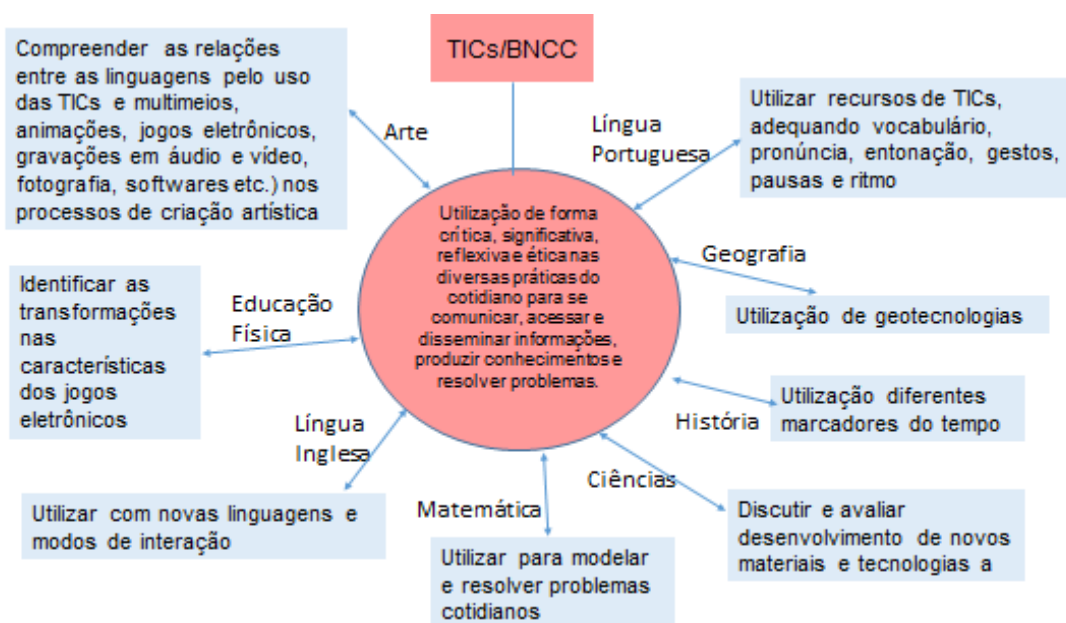 TICs/BNCC
Compreender as relações
entre as linguagens pelo uso
das TICs e multimeios,
animações, jogos eletrônicos,
gravações em áudio e vídeo,
fotografia, softwares etc.) nos
processos de criação artística
Arte
Língua
Portuguesa
Utilizar recursos de TICs,
adequando vocabulário,
pronúncia, entonação, gestos,
pausas e ritmo
Utilização de forma
crítica, significativa,
reflexiva e ética nas
diversas práticas do
cotidiano para se
comunicar, acessar e
disseminar informações,
produzir conhecimentos e
resolver problemas.
Geografia
Utilização de geotecnologias
Identificar as
transformações
nas
características
dos jogos
eletrônicos
Educação
Física
História
Utilização diferentes
marcadores do tempo
Língua
Inglesa
Utilizar com novas linguagens e
modos de interação
Matemática
Utilizar para modelar
e resolver problemas
cotidianos
Ciências
Discutir e avaliar
desenvolvimento de novos
materiais e tecnologias a